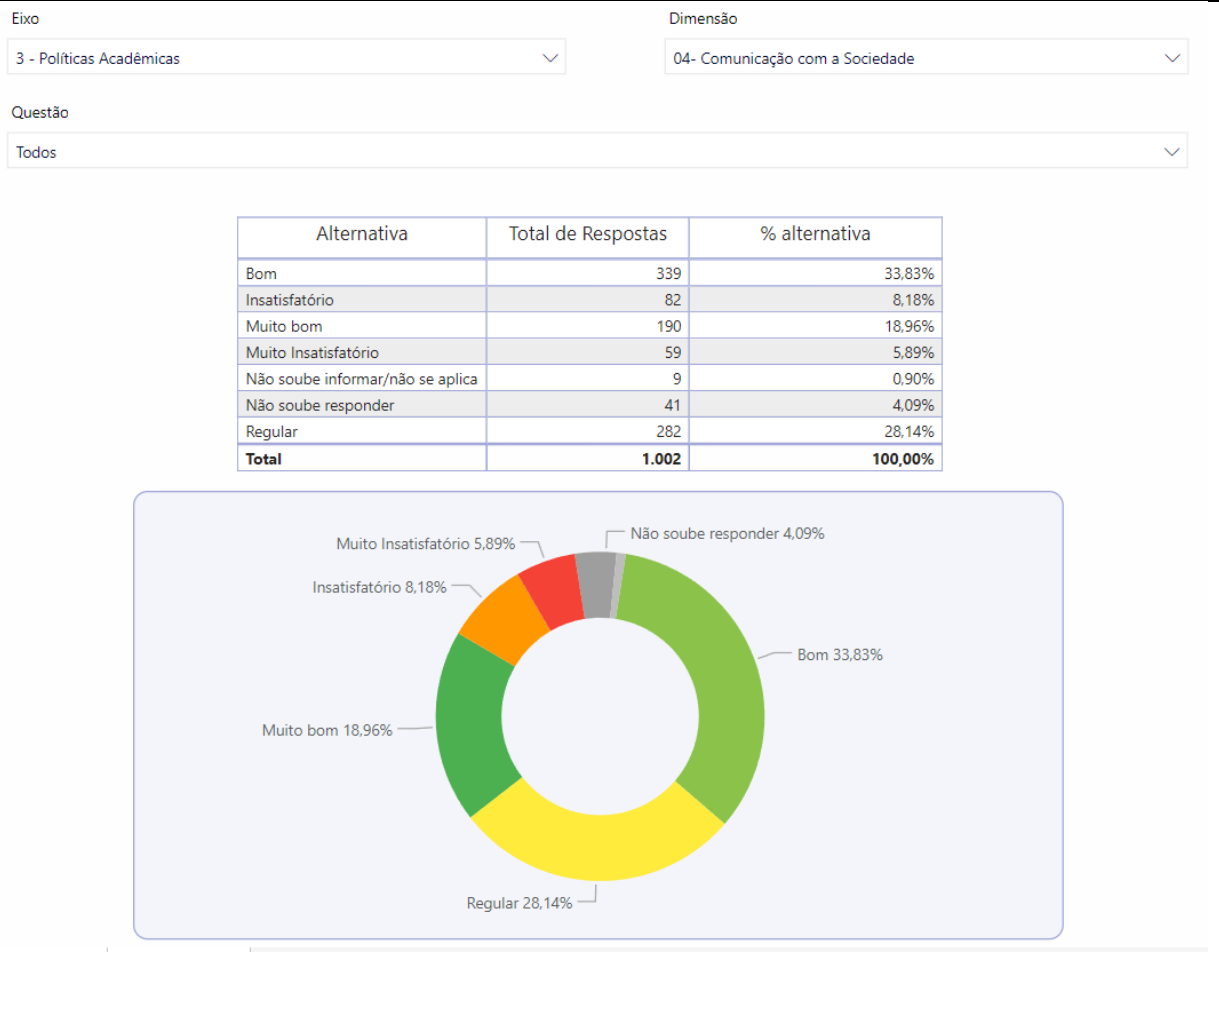 Eixo
Dimensão
3 - Políticas Acadêmicas
04- Comunicação com a Sociedade
Questão
Todos
Alternativa Total de Respostas % alternativa
Bom 339 33,83%
Insatisfatório 82 8,18%
Muito bom 190 18,96%
Muito Insatisfatório 59 5,89%
Não soube informar/não se aplica 9 0,90%
Não soube responder 41 4,09%
Regular 282 28,14%
Total 1.002 100,00%
Não soube responder 4,09%
Muito Insatisfatório 5,89%
Insatisfatório 8,18%
Bom 33,83%
Muito bom 18,96%
Regular 28,14%